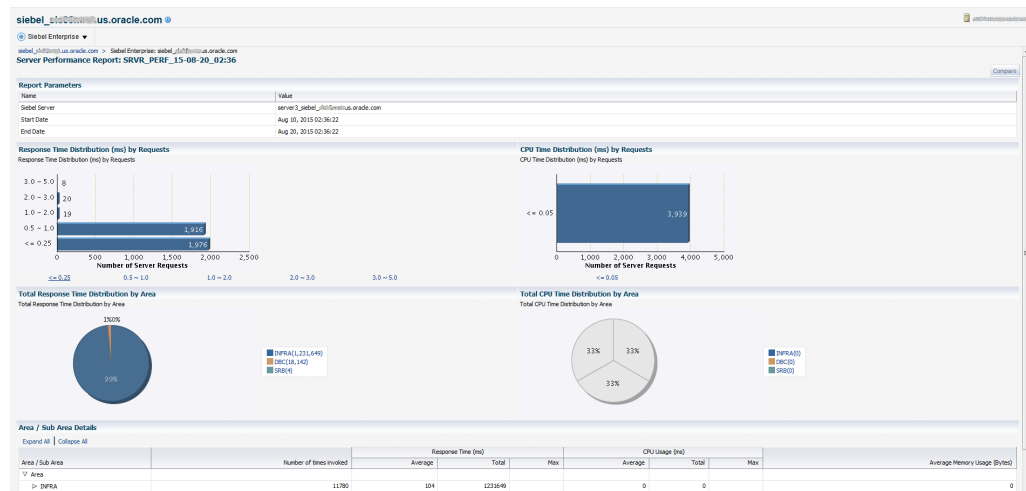 siebel_ .us.oracle.com
Siebel Enterprise
siebel_ .us.oracle.com > Siebel Enterprise: siebel_ .us.oracle.com
Server Performance Report: SRVR_PERF_15-08-20_02:36
Compare
Report Parameters
Name Value
Siebel Server server3_siebel_ .us.oracle.com
Start Date Aug 10, 2015 02:36:22
End Date Aug 20, 2015 02:36:22
Response Time Distribution (ms) by Requests
Response Time Distribution (ms) by Requests
3.0 ~ 5.0 8
2.0 ~ 3.0 20
1.0 ~ 2.0 19
0.5 ~ 1.0 1,916
<= 0.25 1,976
0 500 1,000 1,500 2,000 2,500
Number of Server Requests
<= 0.25 0.5 ~ 1.0 1.0 ~ 2.0 2.0 ~ 3.0 3.0 ~ 5.0
CPU Time Distribution (ms) by Requests
CPU Time Distribution (ms) by Requests
<= 0.05 3,939
0 1,000 2,000 3,000 4,000 5,000
Number of Server Requests
<= 0.05
Total Response Time Distribution by Area
Total Response Time Distribution by Area
1%0%
99%
INFRA(1,231,649)
DBC(18,142)
SRB(4)
Total CPU Time Distribution by Area
Total CPU Time Distribution by Area
33% 33%
33%
INFRA(0)
DBC(0)
SRB(0)
Area / Sub Area Details
Expand All | Collapse All
Response Time (ms) CPU Usage (ms)
Area / Sub Area Number of times invoked Average Total Max Average Total Max Average Memory Usage (Bytes)
Area
INFRA 11780 104 1231649 0 0 0